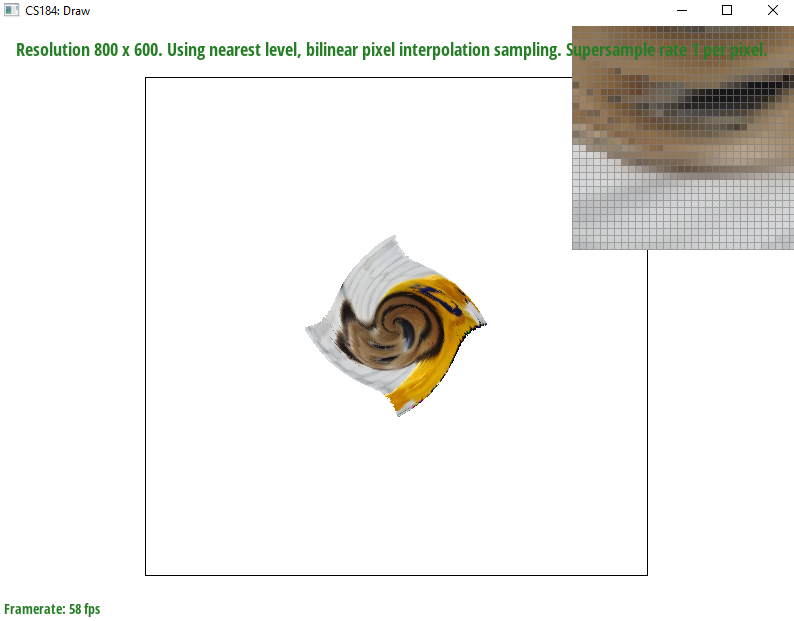 CS184: Draw
Resolution 800 x 600. Using nearest level, bilinear pixel interpolation sampling. Supersample rate 1 per pixel.
Framerate: 58 fps